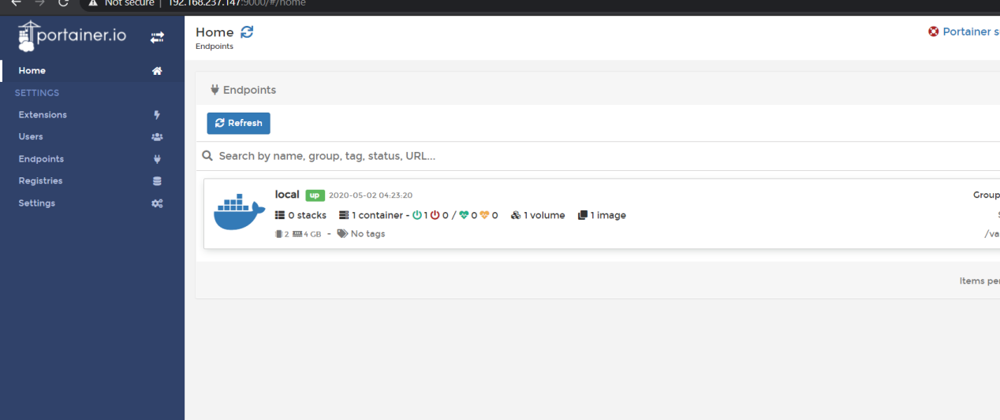 Not secure | 192.168.237.147:9000/#/home
portainer.io
Home
SETTINGS
Extensions
Users
Endpoints
Registries
Settings
Home
Endpoints
Portainer s
Endpoints
Refresh
Search by name, group, tag, status, URL...
local up 2020-05-02 04:23:20
Group
0 stacks 1 container - 1 0 / 0 0 1 volume 1 image
2 4 GB - No tags
/va
Items per